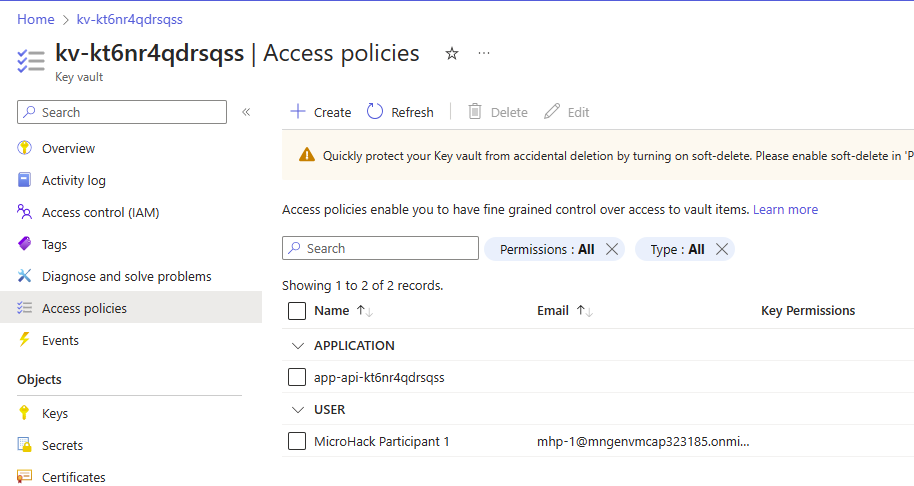 Home > kv-kt6nr4qdrsqss
kv-kt6nr4qdrsqss | Access policies ☆ ···
Key vault
Search «
Overview
Activity log
Access control (IAM)
Tags
Diagnose and solve problems
Access policies
Events
Objects
Keys
Secrets
Certificates
+ Create Refresh Delete Edit
Quickly protect your Key vault from accidental deletion by turning on soft-delete. Please enable soft-delete in 'P
Access policies enable you to have fine grained control over access to vault items. Learn more
Search Permissions : All Type : All
Showing 1 to 2 of 2 records.
Name ↑↓ Email ↑↓ Key Permissions
APPLICATION
app-api-kt6nr4qdrsqss
USER
MicroHack Participant 1 mhp-1@mngenvmcap323185.onmi...